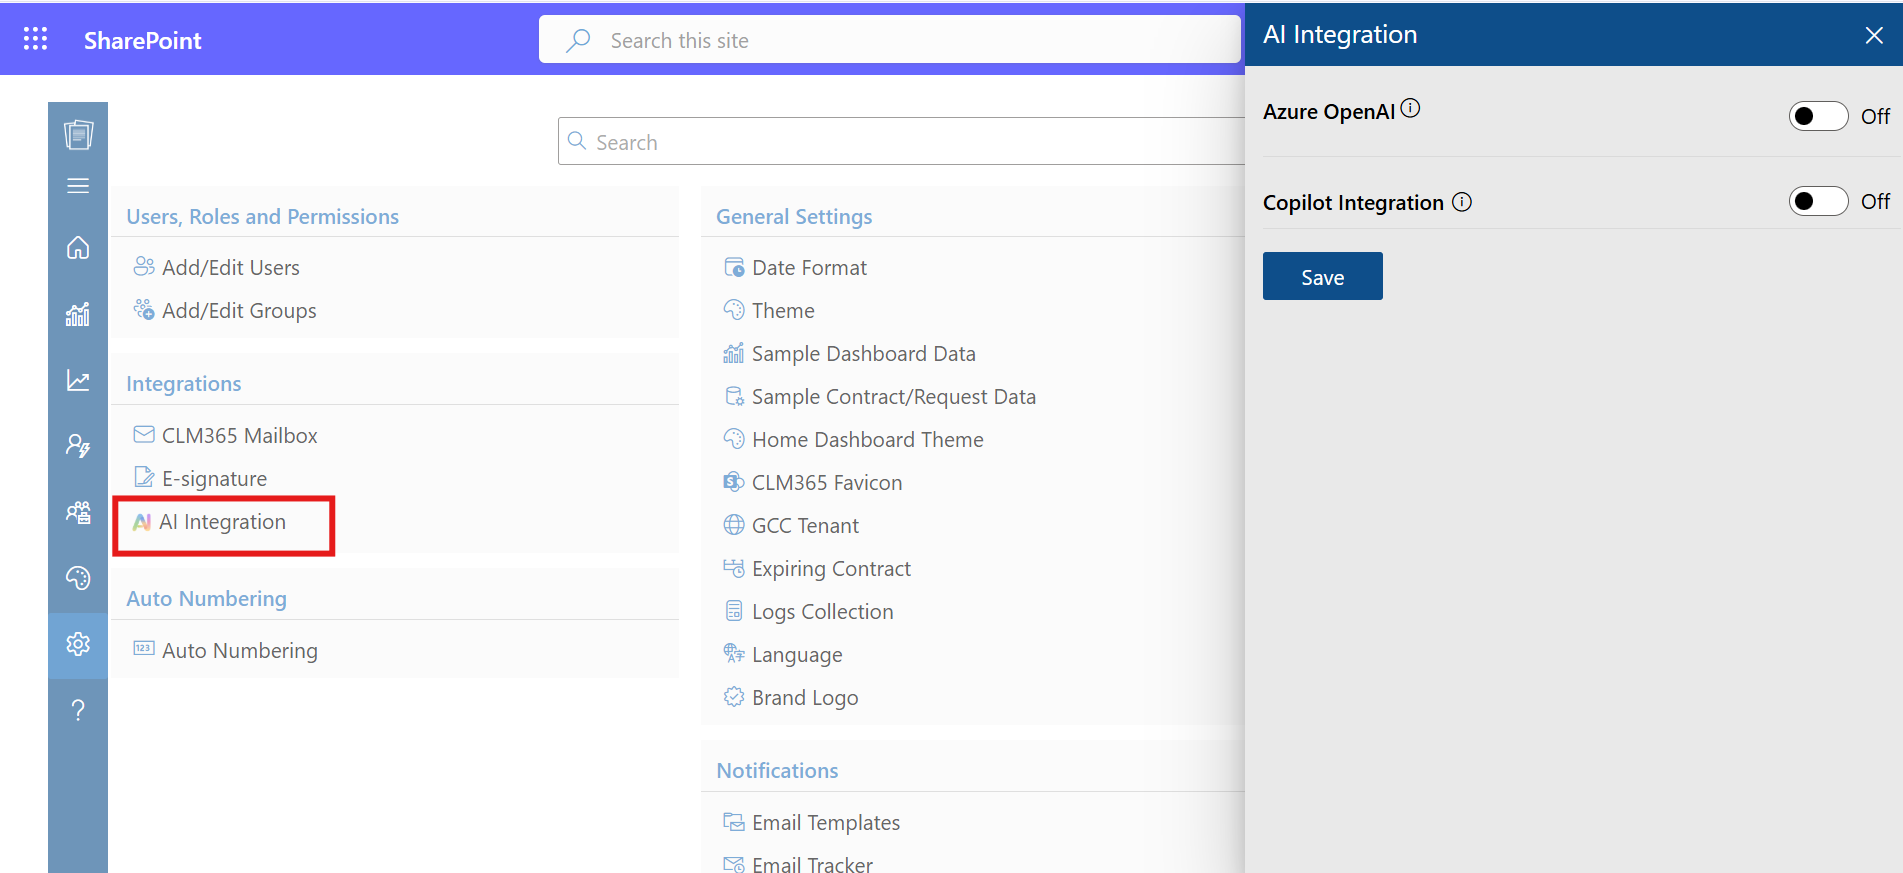 SharePoint
Search this site
Search
Users, Roles and Permissions
Add/Edit Users
Add/Edit Groups
Integrations
CLM365 Mailbox
E-signature
AI Integration
Auto Numbering
123 Auto Numbering
General Settings
Date Format
Theme
Sample Dashboard Data
Sample Contract/Request Data
Home Dashboard Theme
CLM365 Favicon
GCC Tenant
Expiring Contract
Logs Collection
Language
Brand Logo
Notifications
Email Templates
Email Tracker
AI Integration
Azure OpenAI
Off
Copilot Integration
Off
Save